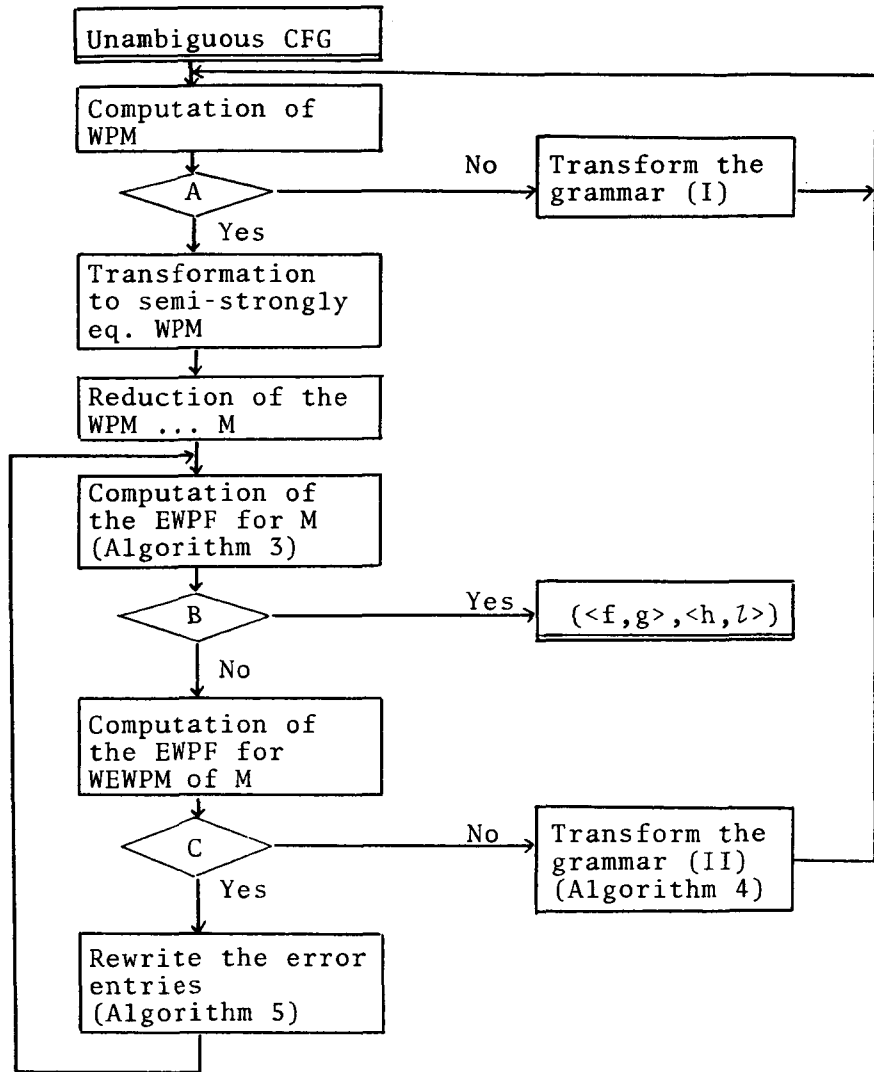 Unambiguous CFG
Computation of
WPM
A
No
Transform the
grammar (I)
Yes
Transformation
to semi-strongly
eq. WPM
Reduction of the
WPM ... M
Computation of
the EWPF for M
(Algorithm 3)
B
Yes
(<f,g>,<h,l>)
No
Computation of
the EWPF for
WEWPM of M
C
No
Transform the
grammar (II)
(Algorithm 4)
Yes
Rewrite the error
entries
(Algorithm 5)